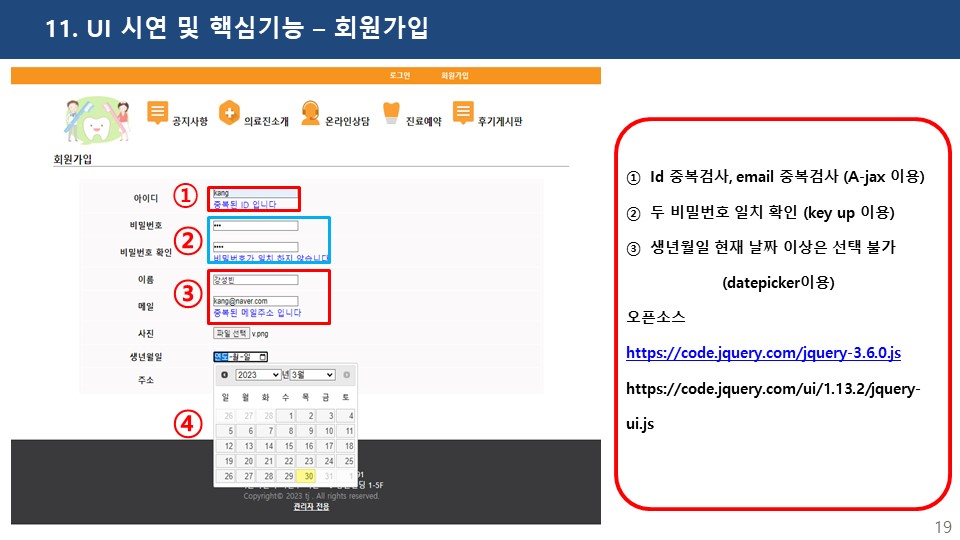 11. UI 시연 및 핵심기능 – 회원가입
로그인 회원가입
공지사항 의료진소개 온라인상담 진료예약 후기게시판
회원가입
아이디 ① kang
중복된 ID 입니다
비밀번호 •••
②
비밀번호 확인 ••••
비밀번호가 일치 하지 않습니다
이름 강성빈
③
메일 kang@naver.com
중복된 메일주소 입니다
사진 파일 선택 v.png
생년월일 연도-월-일
주소
2023 년 3월
일 월 화 수 목 금 토
26 27 28 1 2 3 4
④
5 6 7 8 9 10 11
12 13 14 15 16 17 18
19 20 21 22 23 24 25
26 27 28 29 30 31 1
91
1-5F
Copyright© 2023 tj . All rights reserved.
관리자 전용
① Id 중복검사, email 중복검사 (A-jax 이용)
② 두 비밀번호 일치 확인 (key up 이용)
③ 생년월일 현재 날짜 이상은 선택 불가
(datepicker이용)
오픈소스
https://code.jquery.com/jquery-3.6.0.js
https://code.jquery.com/ui/1.13.2/jquery-
ui.js
19